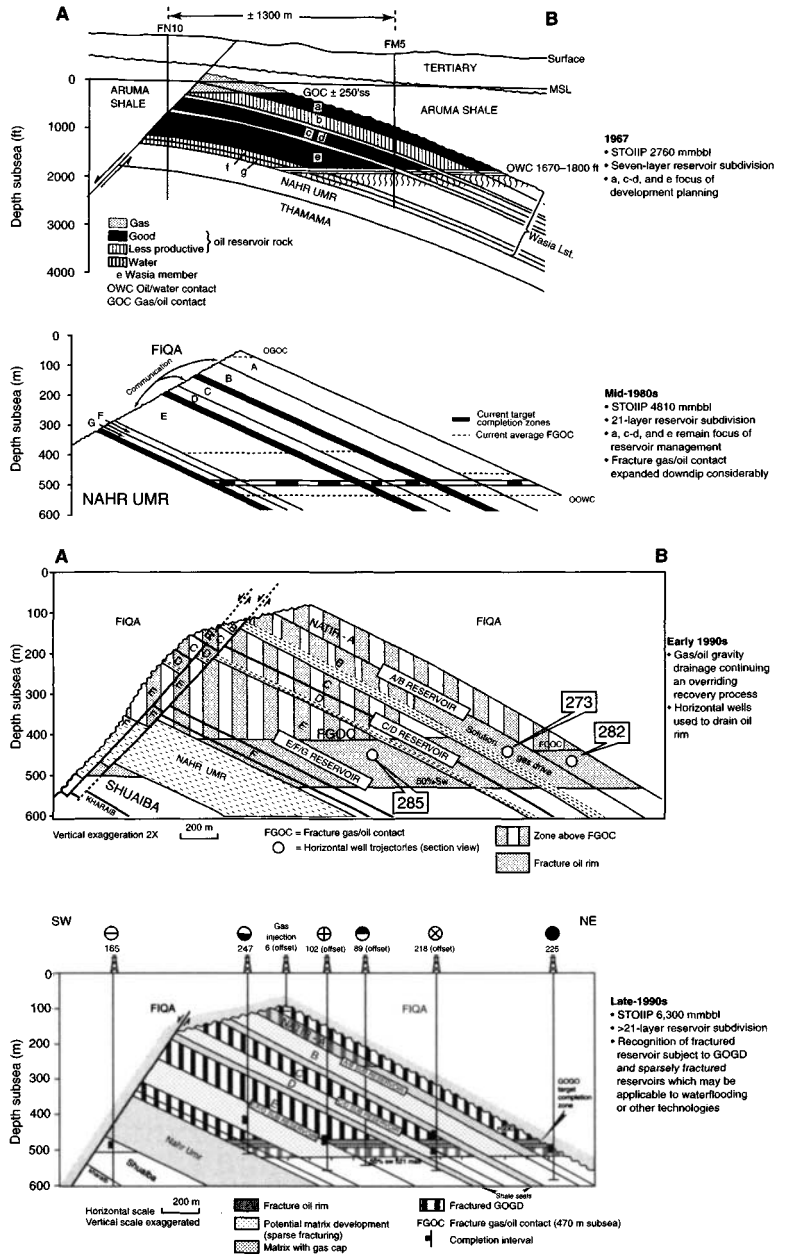 A
B
± 1300 m
FN10
FM5
Surface
TERTIARY
MSL
GOC ± 250'ss
ARUMA
SHALE
ARUMA SHALE
a
b
c d
e
f
g
OWC 1670–1800 ft
NAHR UMR
THAMAMA
Wasia Lst.
Depth subsea (ft)
0
1000
2000
3000
4000
Gas
Good
Less productive
oil reservoir rock
Water
e Wasia member
OWC Oil/water contact
GOC Gas/oil contact
1967
• STOIIP 2760 mmbbl
• Seven-layer reservoir subdivision
• a, c-d, and e focus of
development planning
Depth subsea (m)
0
100
200
300
400
500
600
FIQA
Communication
OGOC
A
B
C
D
E
F
G
NAHR UMR
OOWC
Current target
completion zones
Current average FGOC
Mid-1980s
• STOIIP 4810 mmbbl
• 21-layer reservoir subdivision
• a, c-d, and e remain focus of
reservoir management
• Fracture gas/oil contact
expanded downdip considerably
A
B
Depth subsea (m)
0
100
200
300
400
500
600
FIQA
FIQA
NATIH - A
B
C
D
E
F
A/B RESERVOIR
C/D RESERVOIR
E/F/G RESERVOIR
Solution
gas drive
FGOC
FGOC
50%Sw
273
282
285
NAHR UMR
SHUAIBA
KHARAIB
Vertical exaggeration 2X
200 m
FGOC = Fracture gas/oil contact
= Horizontal well trajectories (section view)
Zone above FGOC
Fracture oil rim
Early 1990s
• Gas/oil gravity
drainage continuing
an overriding
recovery process
• Horizontal wells
used to drain oil
rim
SW
NE
165
247
Gas
injection
6 (offset)
102 (offset)
89 (offset)
218 (offset)
225
Depth subsea (m)
0
100
200
300
400
500
600
FIQA
FIQA
B
C
D
E
Nahr Umr
Shuaiba
GOGD
target
completion
zone
Shale seals
Horizontal scale
200 m
Vertical scale exaggerated
Fracture oil rim
Potential matrix development
(sparse fracturing)
Matrix with gas cap
Fractured GOGD
FGOC Fracture gas/oil contact (470 m subsea)
Completion interval
Late-1990s
• STOIIP 6,300 mmbbl
• >21-layer reservoir subdivision
• Recognition of fractured
reservoir subject to GOGD
and sparsely fractured
reservoirs which may be
applicable to waterflooding
or other technologies